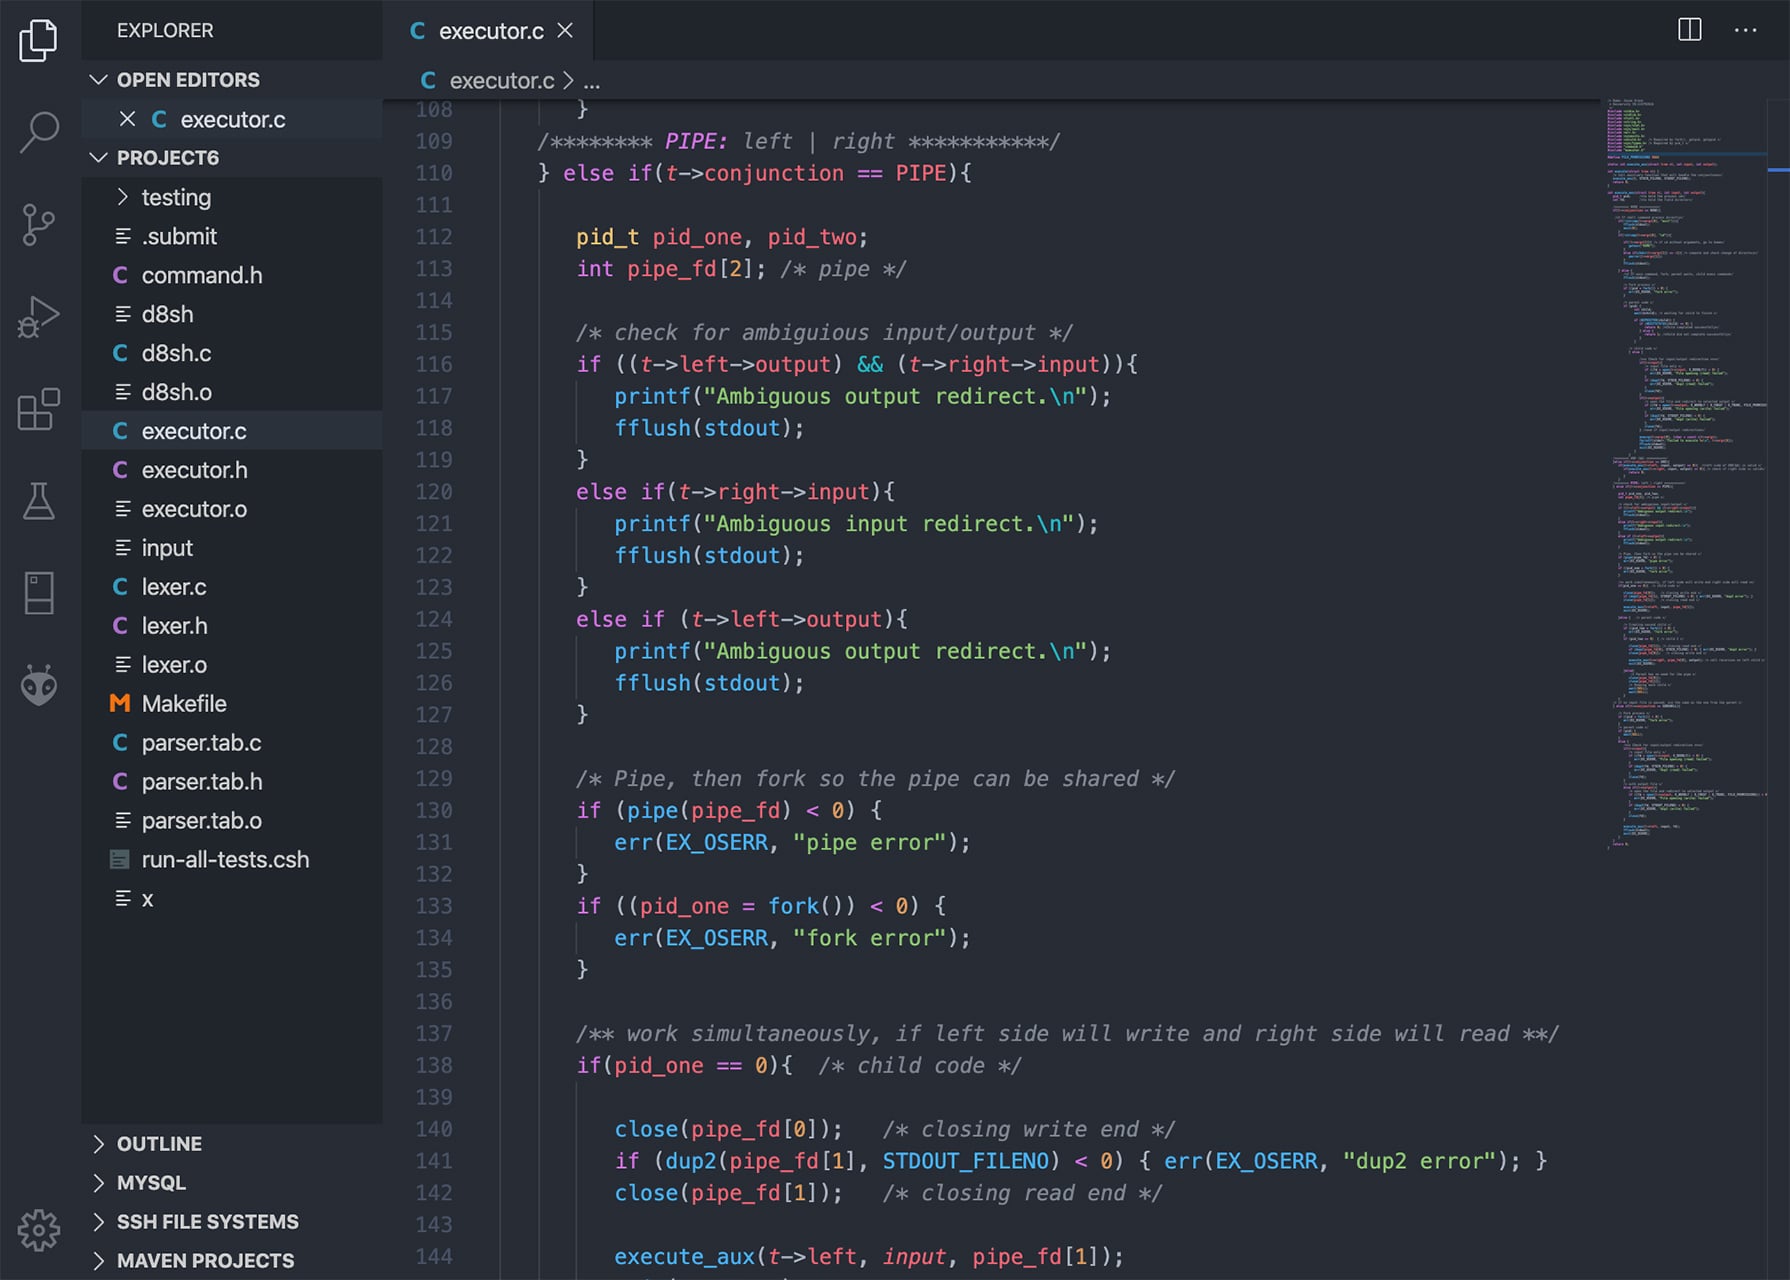 EXPLORER
OPEN EDITORS
executor.c
PROJECT6
testing
.submit
command.h
d8sh
d8sh.c
d8sh.o
executor.c
executor.h
executor.o
input
lexer.c
lexer.h
lexer.o
Makefile
parser.tab.c
parser.tab.h
parser.tab.o
run-all-tests.csh
x
OUTLINE
MYSQL
SSH FILE SYSTEMS
MAVEN PROJECTS
C executor.c
C executor.c > ...
108 }
109 /******** PIPE: left | right ***********/
110 } else if(t->conjunction == PIPE){
111
112 pid_t pid_one, pid_two;
113 int pipe_fd[2]; /* pipe */
114
115 /* check for ambiguious input/output */
116 if ((t->left->output) && (t->right->input)){
117 printf("Ambiguous output redirect.\n");
118 fflush(stdout);
119 }
120 else if(t->right->input){
121 printf("Ambiguous input redirect.\n");
122 fflush(stdout);
123 }
124 else if (t->left->output){
125 printf("Ambiguous output redirect.\n");
126 fflush(stdout);
127 }
128
129 /* Pipe, then fork so the pipe can be shared */
130 if (pipe(pipe_fd) < 0) {
131 err(EX_OSERR, "pipe error");
132 }
133 if ((pid_one = fork()) < 0) {
134 err(EX_OSERR, "fork error");
135 }
136
137 /** work simultaneously, if left side will write and right side will read **/
138 if(pid_one == 0){ /* child code */
139
140 close(pipe_fd[0]); /* closing write end */
141 if (dup2(pipe_fd[1], STDOUT_FILENO) < 0) { err(EX_OSERR, "dup2 error"); }
142 close(pipe_fd[1]); /* closing read end */
143
144 execute_aux(t->left, input, pipe_fd[1]);